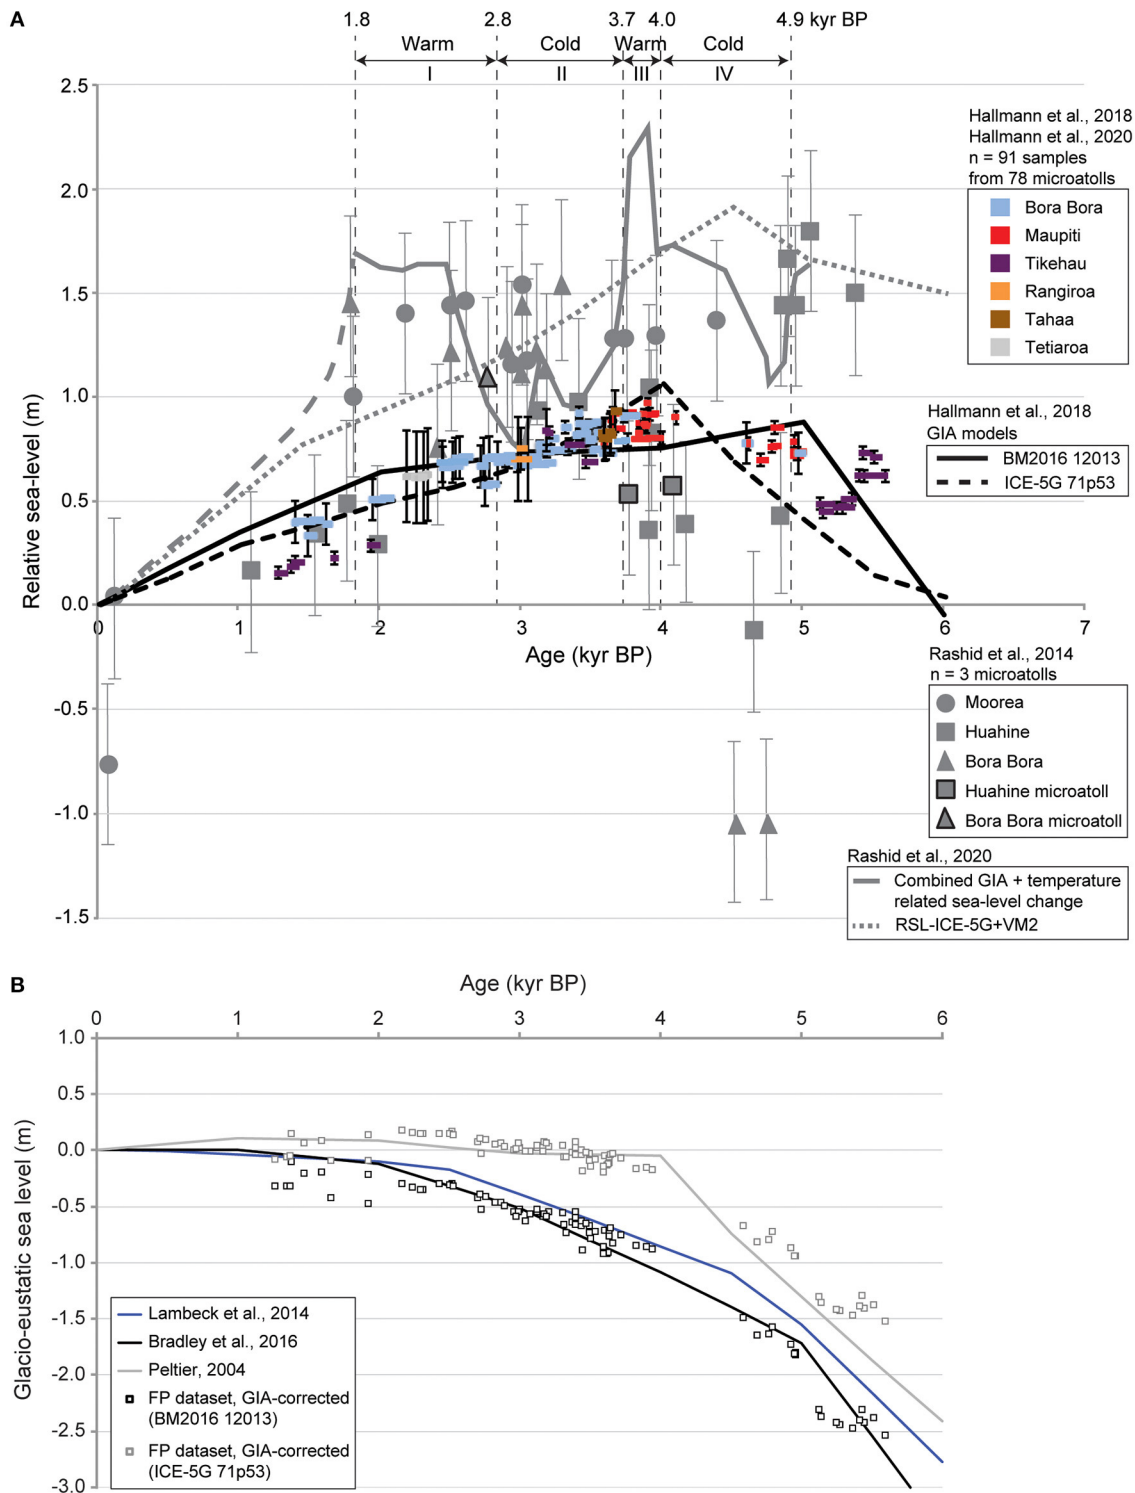 A
1.8 2.8 3.7 4.0 4.9 kyr BP
Warm Cold Warm Cold
I II III IV
2.5
2.0
1.5
1.0
0.5
0.0
-0.5
-1.0
-1.5
Relative sea-level (m)
0 1 2 3 4 5 6 7
Age (kyr BP)
Hallmann et al., 2018
Hallmann et al., 2020
n = 91 samples
from 78 microatolls
Bora Bora
Maupiti
Tikehau
Rangiroa
Tahaa
Tetiaroa
Hallmann et al., 2018
GIA models
BM2016 12013
ICE-5G 71p53
Rashid et al., 2014
n = 3 microatolls
Moorea
Huahine
Bora Bora
Huahine microatoll
Bora Bora microatoll
Rashid et al., 2020
Combined GIA + temperature
related sea-level change
RSL-ICE-5G+VM2
B
Age (kyr BP)
0 1 2 3 4 5 6
1.0
0.5
0.0
-0.5
-1.0
-1.5
-2.0
-2.5
-3.0
Glacio-eustatic sea level (m)
Lambeck et al., 2014
Bradley et al., 2016
Peltier, 2004
FP dataset, GIA-corrected
(BM2016 12013)
FP dataset, GIA-corrected
(ICE-5G 71p53)